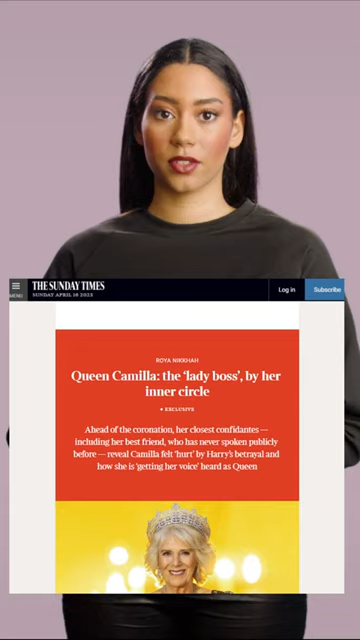 MENU
THE SUNDAY TIMES
SUNDAY APRIL 16 2023
Log in
Subscribe
ROYA NIKKHAH
Queen Camilla: the ‘lady boss’, by her
inner circle
EXCLUSIVE
Ahead of the coronation, her closest confidantes —
including her best friend, who has never spoken publicly
before — reveal Camilla felt ‘hurt’ by Harry’s betrayal and
how she is ‘getting her voice’ heard as Queen